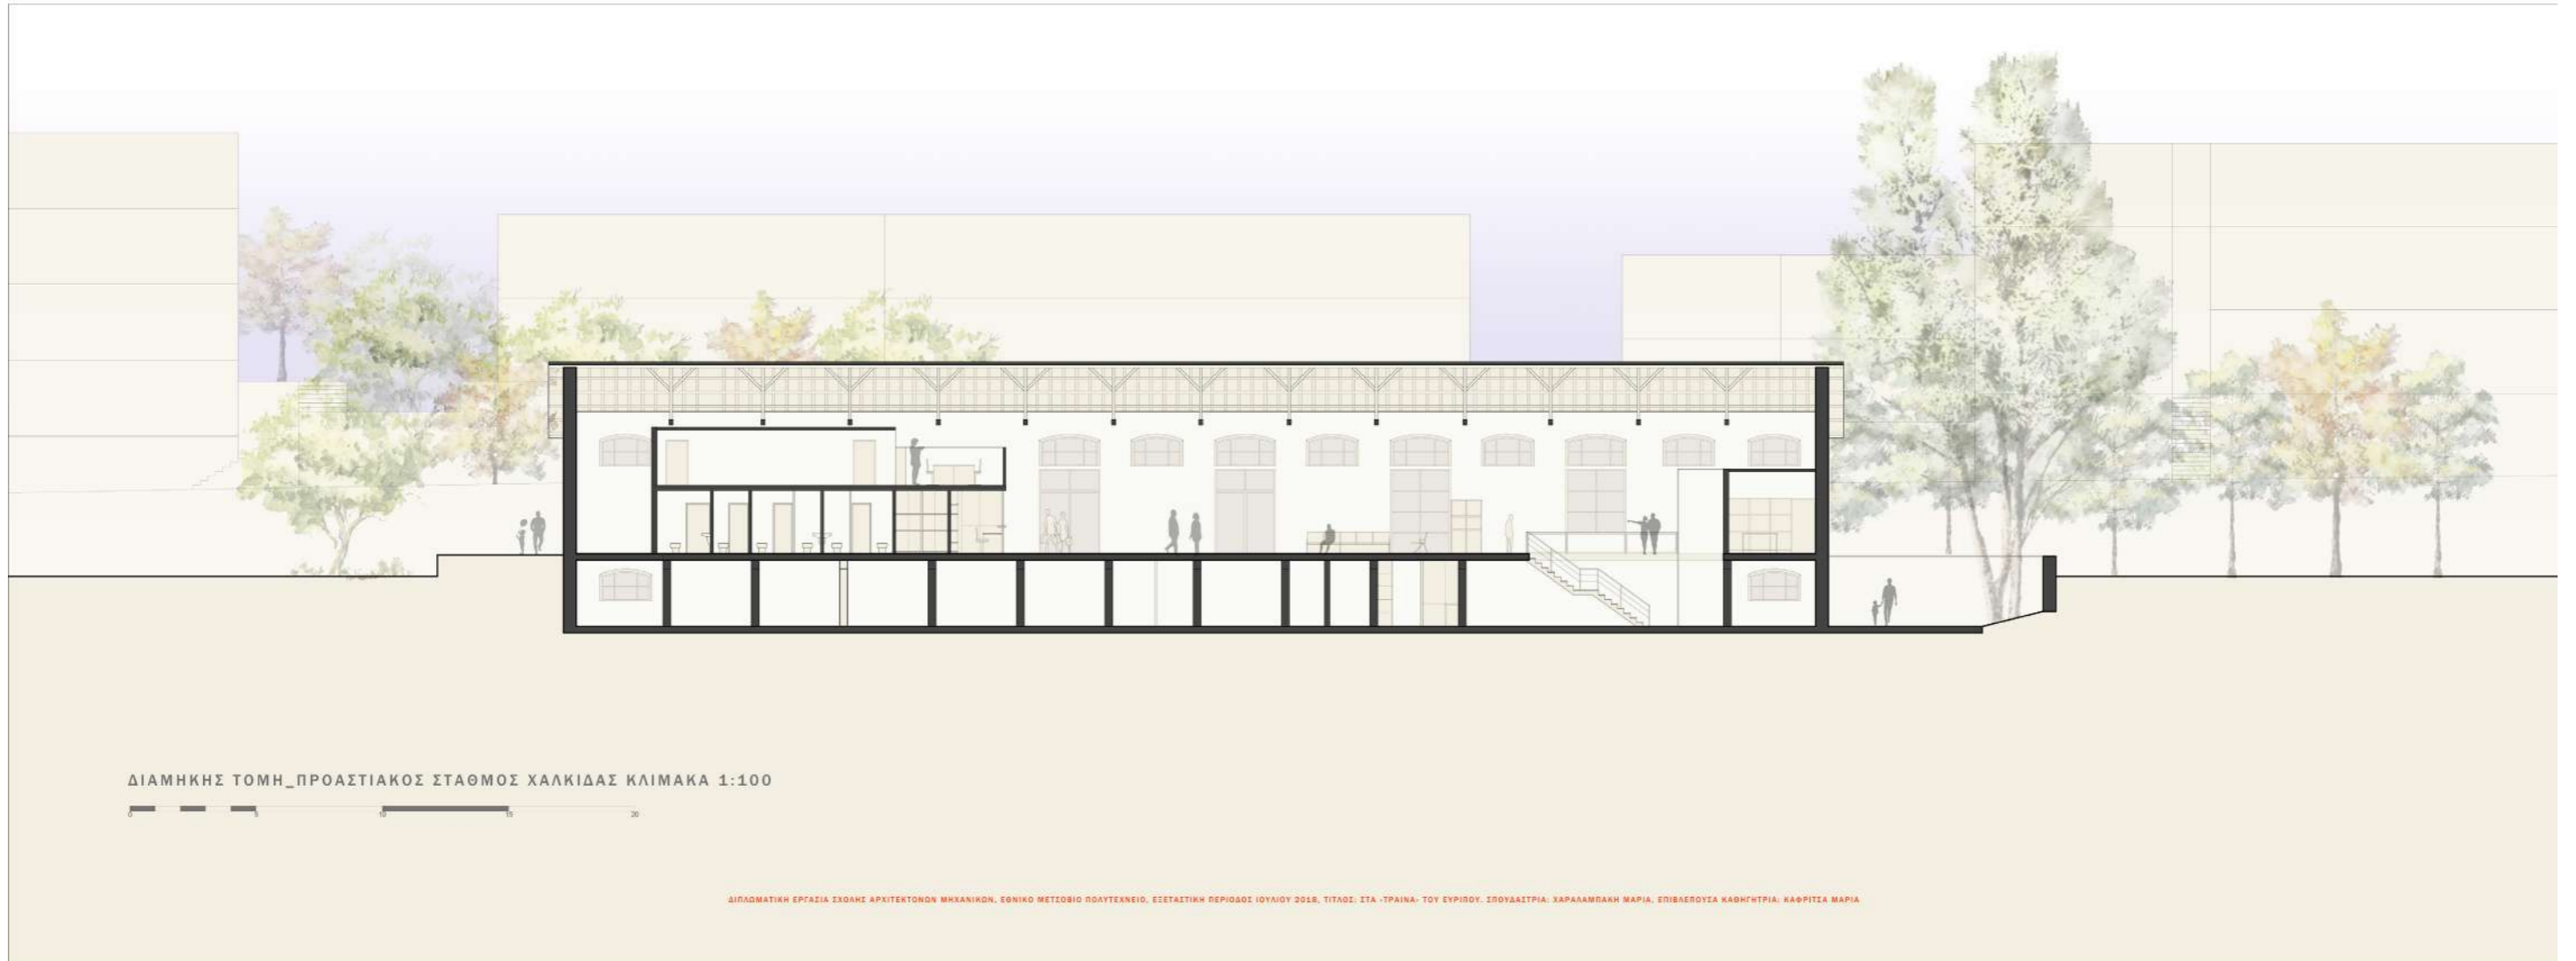 ΔΙΑΜΗΚΗΣ ΤΟΜΗ_ΠΡΟΑΣΤΙΑΚΟΣ ΣΤΑΘΜΟΣ ΧΑΛΚΙΔΑΣ ΚΛΙΜΑΚΑ 1:100
0 5 10 15 20
ΔΙΠΛΩΜΑΤΙΚΗ ΕΡΓΑΣΙΑ ΣΧΟΛΗΣ ΑΡΧΙΤΕΚΤΟΝΩΝ ΜΗΧΑΝΙΚΩΝ, ΕΘΝΙΚΟ ΜΕΤΣΟΒΙΟ ΠΟΛΥΤΕΧΝΕΙΟ, ΕΞΕΤΑΣΤΙΚΗ ΠΕΡΙΟΔΟΣ ΙΟΥΛΙΟΥ 2018, ΤΙΤΛΟΣ: ΣΤΑ «ΤΡΑΙΝΑ» ΤΟΥ ΕΥΡΙΠΟΥ. ΣΠΟΥΔΑΣΤΡΙΑ: ΧΑΡΑΛΑΜΠΑΚΗ ΜΑΡΙΑ, ΕΠΙΒΛΕΠΟΥΣΑ ΚΑΘΗΓΗΤΡΙΑ: ΚΑΦΡΙΤΣΑ ΜΑΡΙΑ